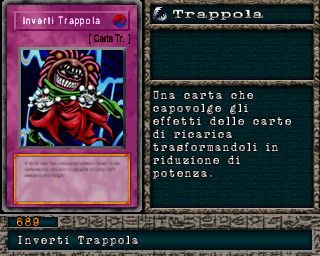 Inverti Trappola
[ Carta Tr. ]
Trappola
Una carta che
capovolge gli
effetti delle carte
di ricarica
trasformandoli in
riduzione di
potenza.
689
Inverti Trappola